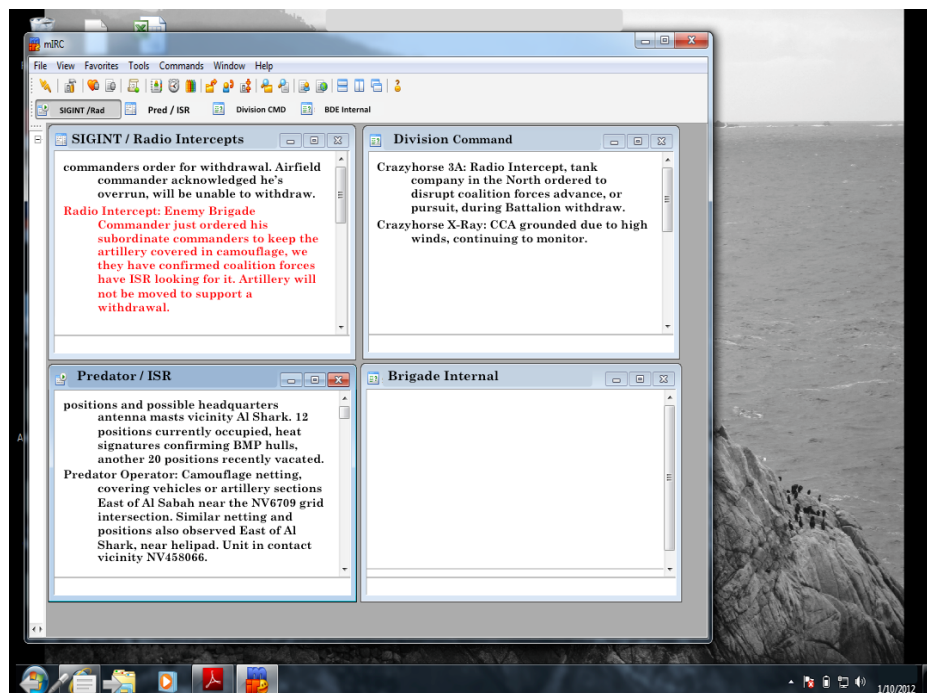 mIRC
File View Favorites Tools Commands Window Help
SIGINT /Rad Pred / ISR Division CMD BDE Internal
SIGINT / Radio Intercepts
commanders order for withdrawal. Airfield
commander acknowledged he's
overrun, will be unable to withdraw.
Radio Intercept: Enemy Brigade
Commander just ordered his
subordinate commanders to keep the
artillery covered in camouflage, we
they have confirmed coalition forces
have ISR looking for it. Artillery will
not be moved to support a
withdrawal.
Division Command
Crazyhorse 3A: Radio Intercept, tank
company in the North ordered to
disrupt coalition forces advance, or
pursuit, during Battalion withdraw.
Crazyhorse X-Ray: CCA grounded due to high
winds, continuing to monitor.
Predator / ISR
positions and possible headquarters
antenna masts vicinity Al Shark. 12
positions currently occupied, heat
signatures confirming BMP hulls,
another 20 positions recently vacated.
Predator Operator: Camouflage netting,
covering vehicles or artillery sections
East of Al Sabah near the NV6709 grid
intersection. Similar netting and
positions also observed East of Al
Shark, near helipad. Unit in contact
vicinity NV458066.
Brigade Internal
1/10/2012